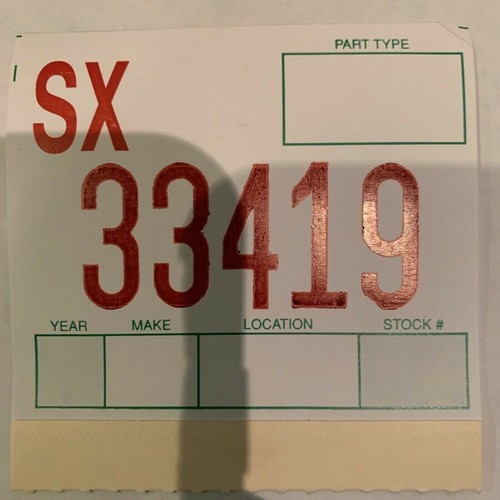 PART TYPE
SX
33419
YEAR MAKE LOCATION STOCK #